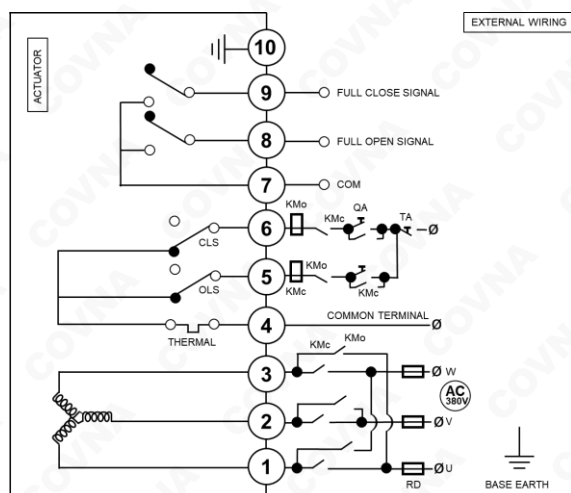 EXTERNAL WIRING
ACTUATOR
10
9 FULL CLOSE SIGNAL
8 FULL OPEN SIGNAL
7 COM
KMo QA
6 KMc TA Ø
CLS
KMo
5
OLS KMc KMc
4 COMMON TERMINAL Ø
THERMAL
KMc KMo
3 Ø W
AC
380V
2 Ø V
1 Ø U
RD BASE EARTH
COVNA